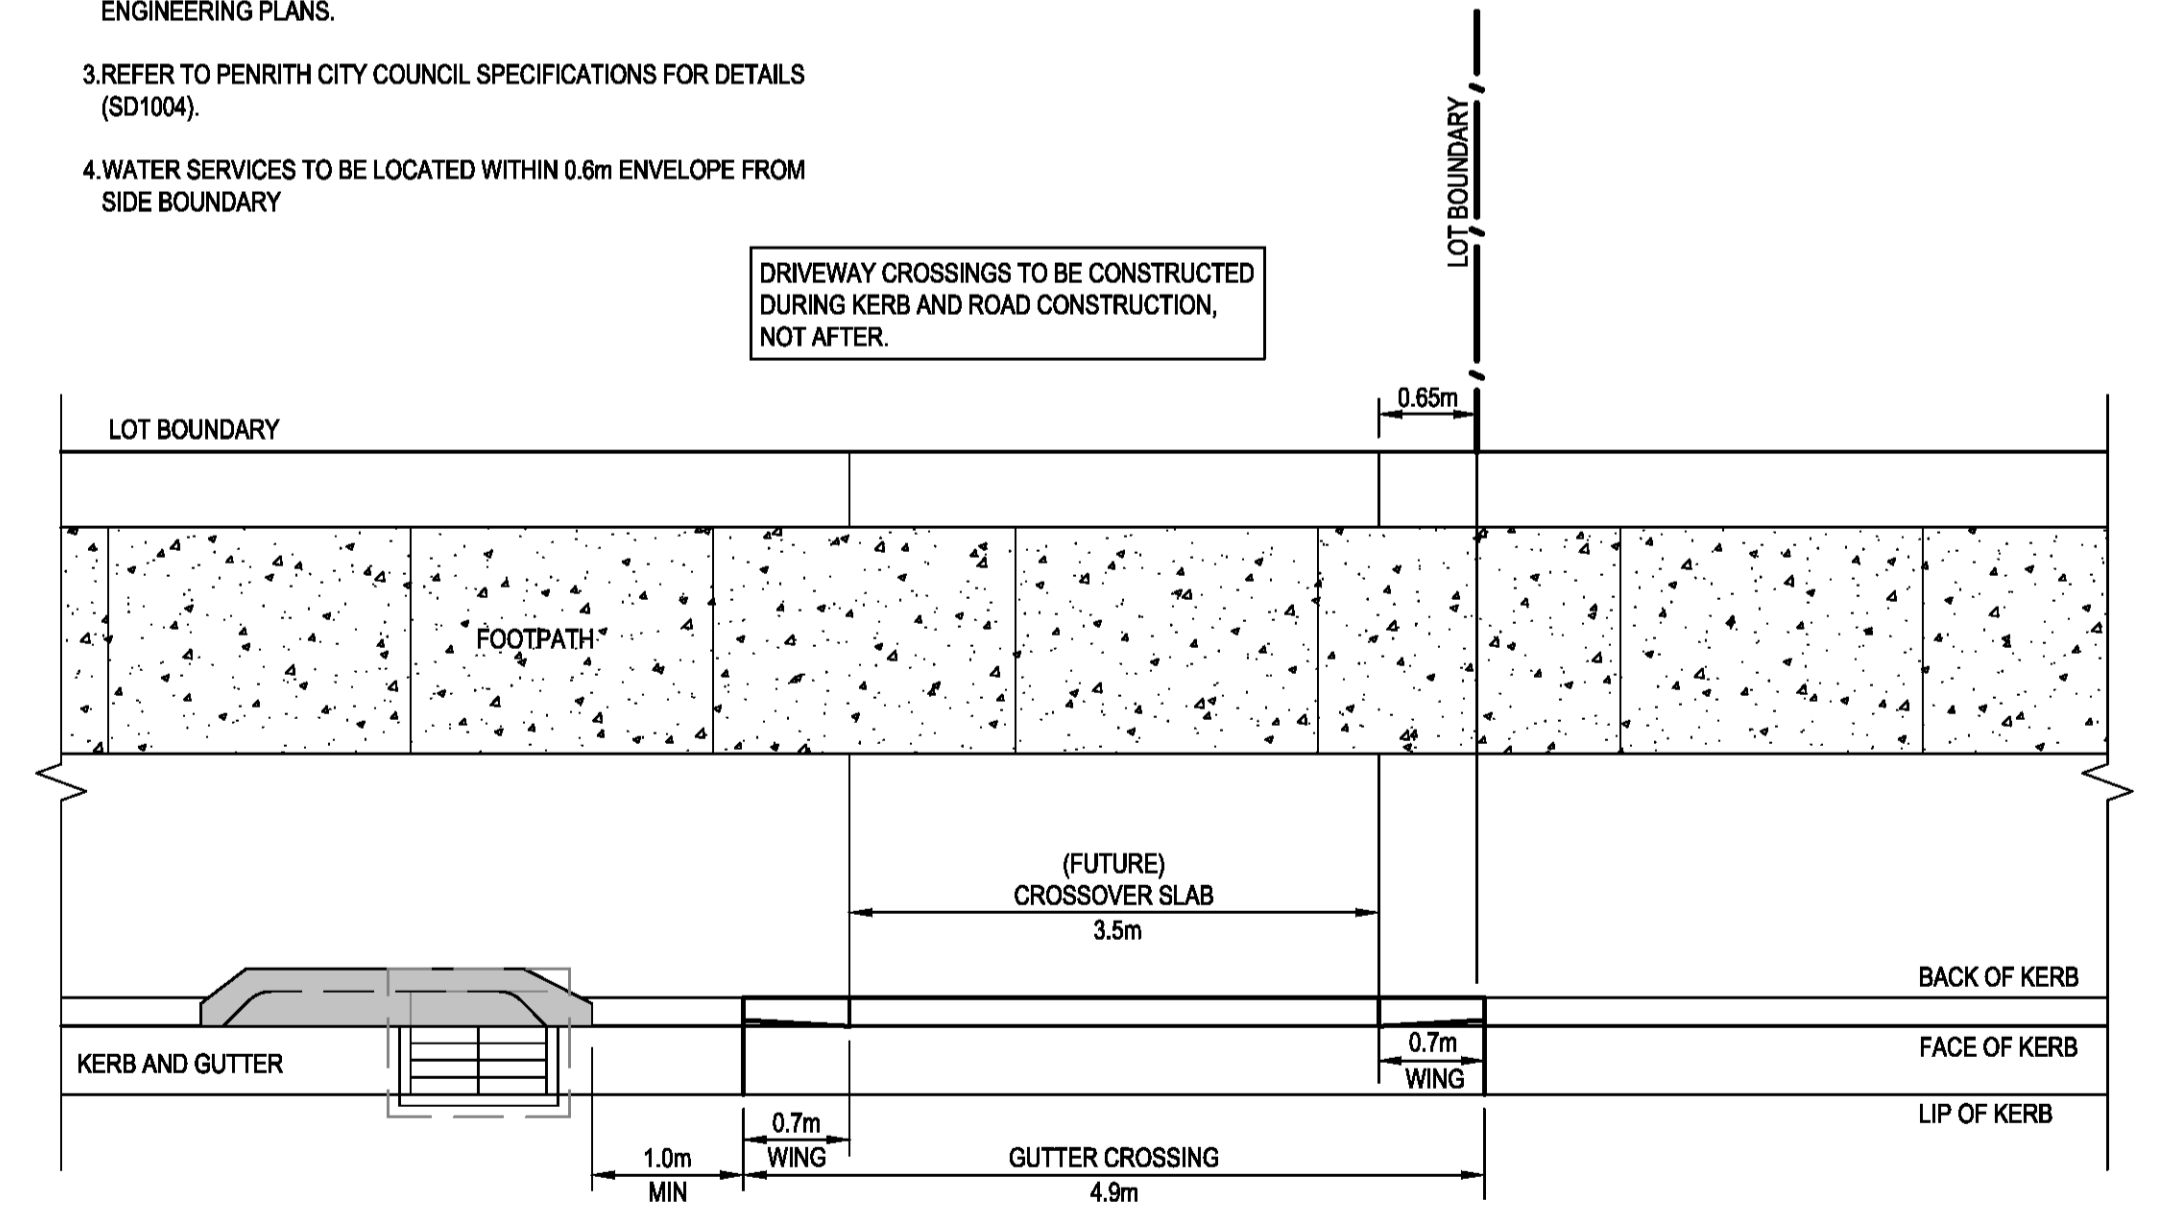 ENGINEERING PLANS.
3.REFER TO PENRITH CITY COUNCIL SPECIFICATIONS FOR DETAILS
(SD1004).
4.WATER SERVICES TO BE LOCATED WITHIN 0.6m ENVELOPE FROM
SIDE BOUNDARY
LOT BOUNDARY
DRIVEWAY CROSSINGS TO BE CONSTRUCTED
DURING KERB AND ROAD CONSTRUCTION,
NOT AFTER.
0.65m
LOT BOUNDARY
FOOTPATH
(FUTURE)
CROSSOVER SLAB
3.5m
BACK OF KERB
KERB AND GUTTER
0.7m
WING
FACE OF KERB
LIP OF KERB
0.7m
WING
1.0m
MIN
GUTTER CROSSING
4.9m